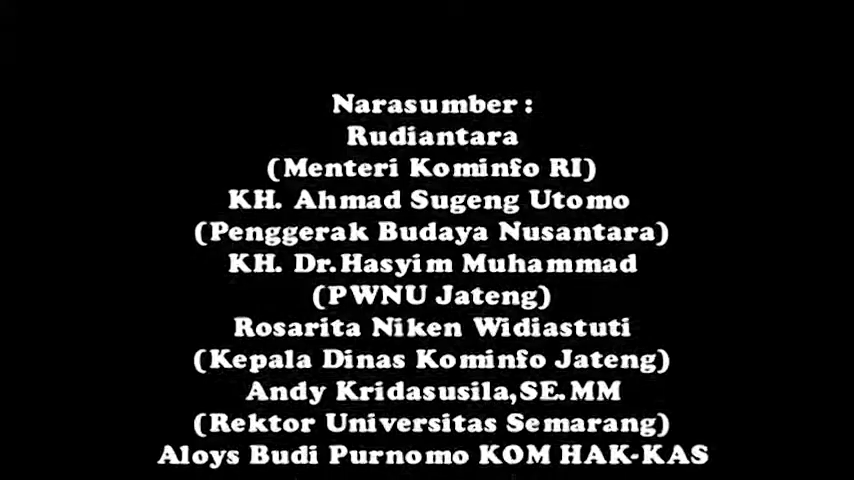 Narasumber :
Rudiantara
(Menteri Kominfo RI)
KH. Ahmad Sugeng Utomo
(Penggerak Budaya Nusantara)
KH. Dr.Hasyim Muhammad
(PWNU Jateng)
Rosarita Niken Widiastuti
(Kepala Dinas Kominfo Jateng)
Andy Kridasusila,SE.MM
(Rektor Universitas Semarang)
Aloys Budi Purnomo KOM HAK-KAS